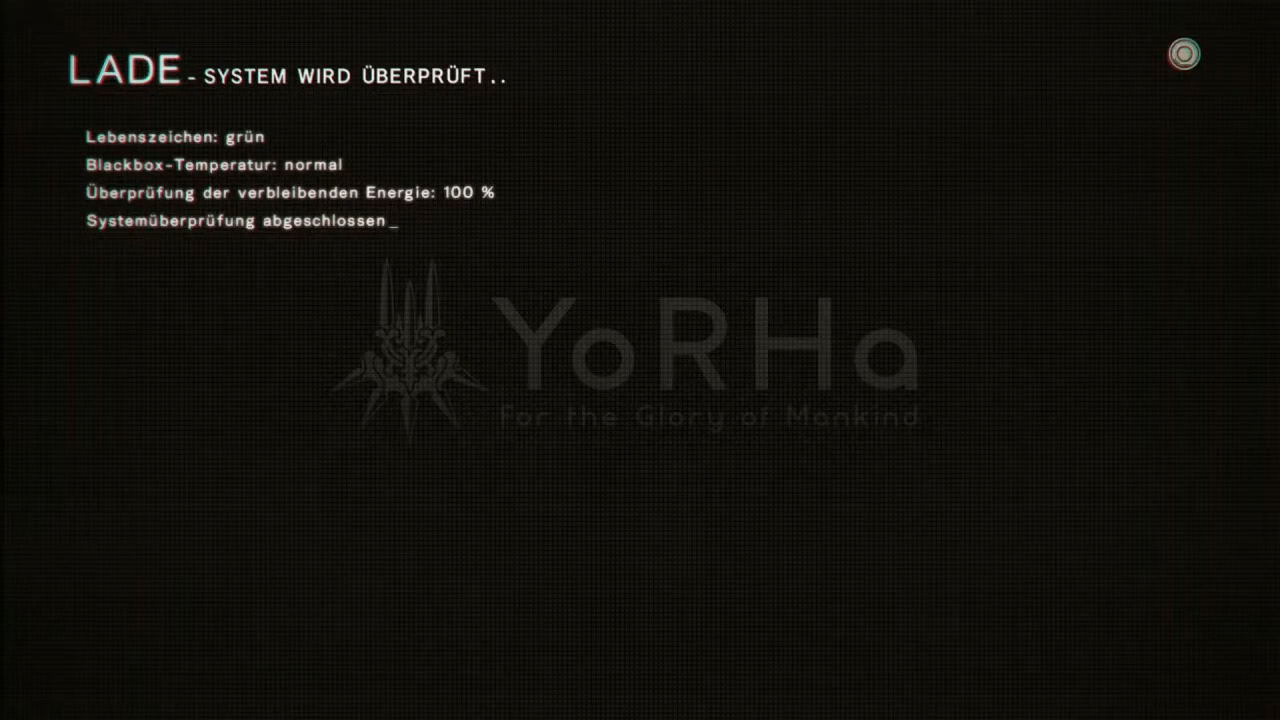 LADE - SYSTEM WIRD ÜBERPRÜFT..
Lebenszeichen: grün
Blackbox-Temperatur: normal
Überprüfung der verbleibenden Energie: 100 %
Systemüberprüfung abgeschlossen_
YoRHa
For the Glory of Mankind